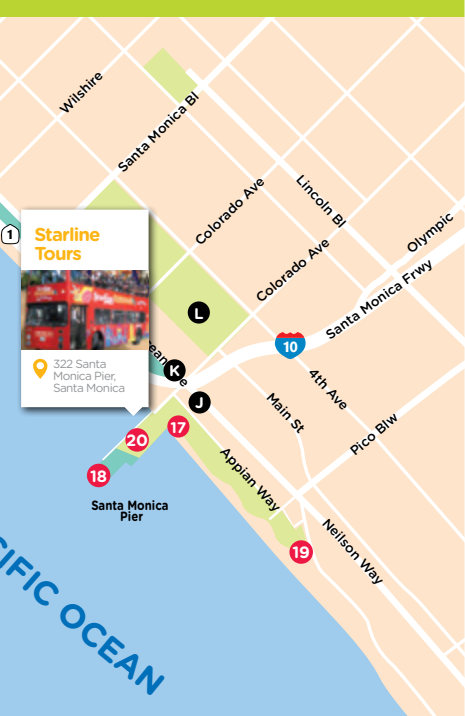 Wilshire
Santa Monica Bl
Colorado Ave
Lincoln Bl
Colorado Ave
Olympic
Santa Monica Frwy
1
Starline
Tours
322 Santa
Monica Pier,
Santa Monica
L
10
K
J
4th Ave
Main St
Pico Blw
17
20
18
Appian Way
Santa Monica
Pier
19
Neilson Way
CIFIC OCEAN